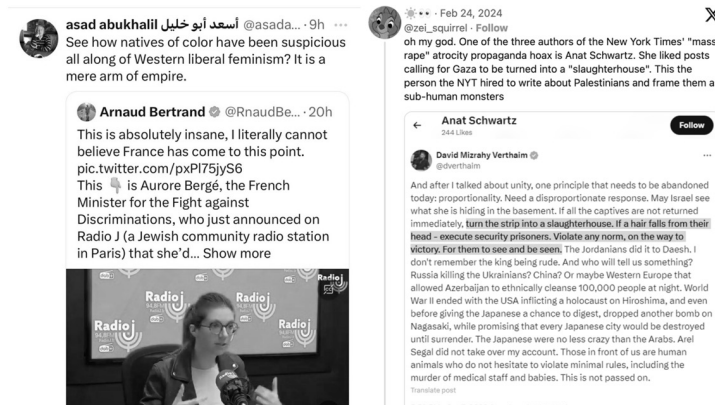 asad abukhalil أسعد أبو خليل @asada... · 9h ...
See how natives of color have been suspicious
all along of Western liberal feminism? It is a
mere arm of empire.
Arnaud Bertrand @RnaudBe... · 20h
This is absolutely insane, I literally cannot
believe France has come to this point.
pic.twitter.com/pxPl75jyS6
This 👇 is Aurore Bergé, the French
Minister for the Fight against
Discriminations, who just announced on
Radio J (a Jewish community radio station
in Paris) that she'd... Show more
Radio j
Radio j
Radio j
Radio j
Radio j
· Feb 24, 2024
@zei_squirrel · Follow
oh my god. One of the three authors of the New York Times' "mass
rape" atrocity propaganda hoax is Anat Schwartz. She liked posts
calling for Gaza to be turned into a "slaughterhouse". This the
person the NYT hired to write about Palestinians and frame them a
sub-human monsters
Anat Schwartz
244 Likes
Follow
David Mizrahy Verthaim
@dverthaim
And after I talked about unity, one principle that needs to be abandoned
today: proportionality. Need a disproportionate response. May Israel see
what she is hiding in the basement. If all the captives are not returned
immediately, turn the strip into a slaughterhouse. If a hair falls from their
head - execute security prisoners. Violate any norm, on the way to
victory. For them to see and be seen. The Jordanians did it to Daesh. I
don't remember the king being rude. And who will tell us something?
Russia killing the Ukrainians? China? Or maybe Western Europe that
allowed Azerbaijan to ethnically cleanse 100,000 people at night. World
War II ended with the USA inflicting a holocaust on Hiroshima, and even
before giving the Japanese a chance to digest, dropped another bomb on
Nagasaki, while promising that every Japanese city would be destroyed
until surrender. The Japanese were no less crazy than the Arabs. Arel
Segal did not take over my account. Those in front of us are human
animals who do not hesitate to violate minimal rules, including the
murder of medical staff and babies. This is not passed on.
Translate post